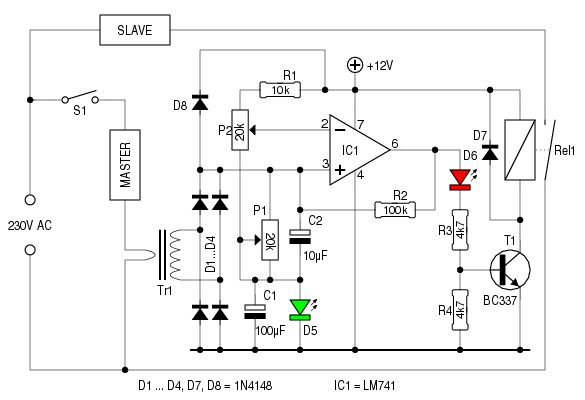 SLAVE
+12V
R1
10k
S1
D8
P2
20k
2
7
IC1
6
3
4
D7
D6
Rel1
MASTER
R2
100k
230V AC
D1...D4
P1
20k
C2
10µF
R3
4k7
T1
BC337
Tr1
C1
100µF
D5
R4
4k7
D1 ... D4, D7, D8 = 1N4148
IC1 = LM741